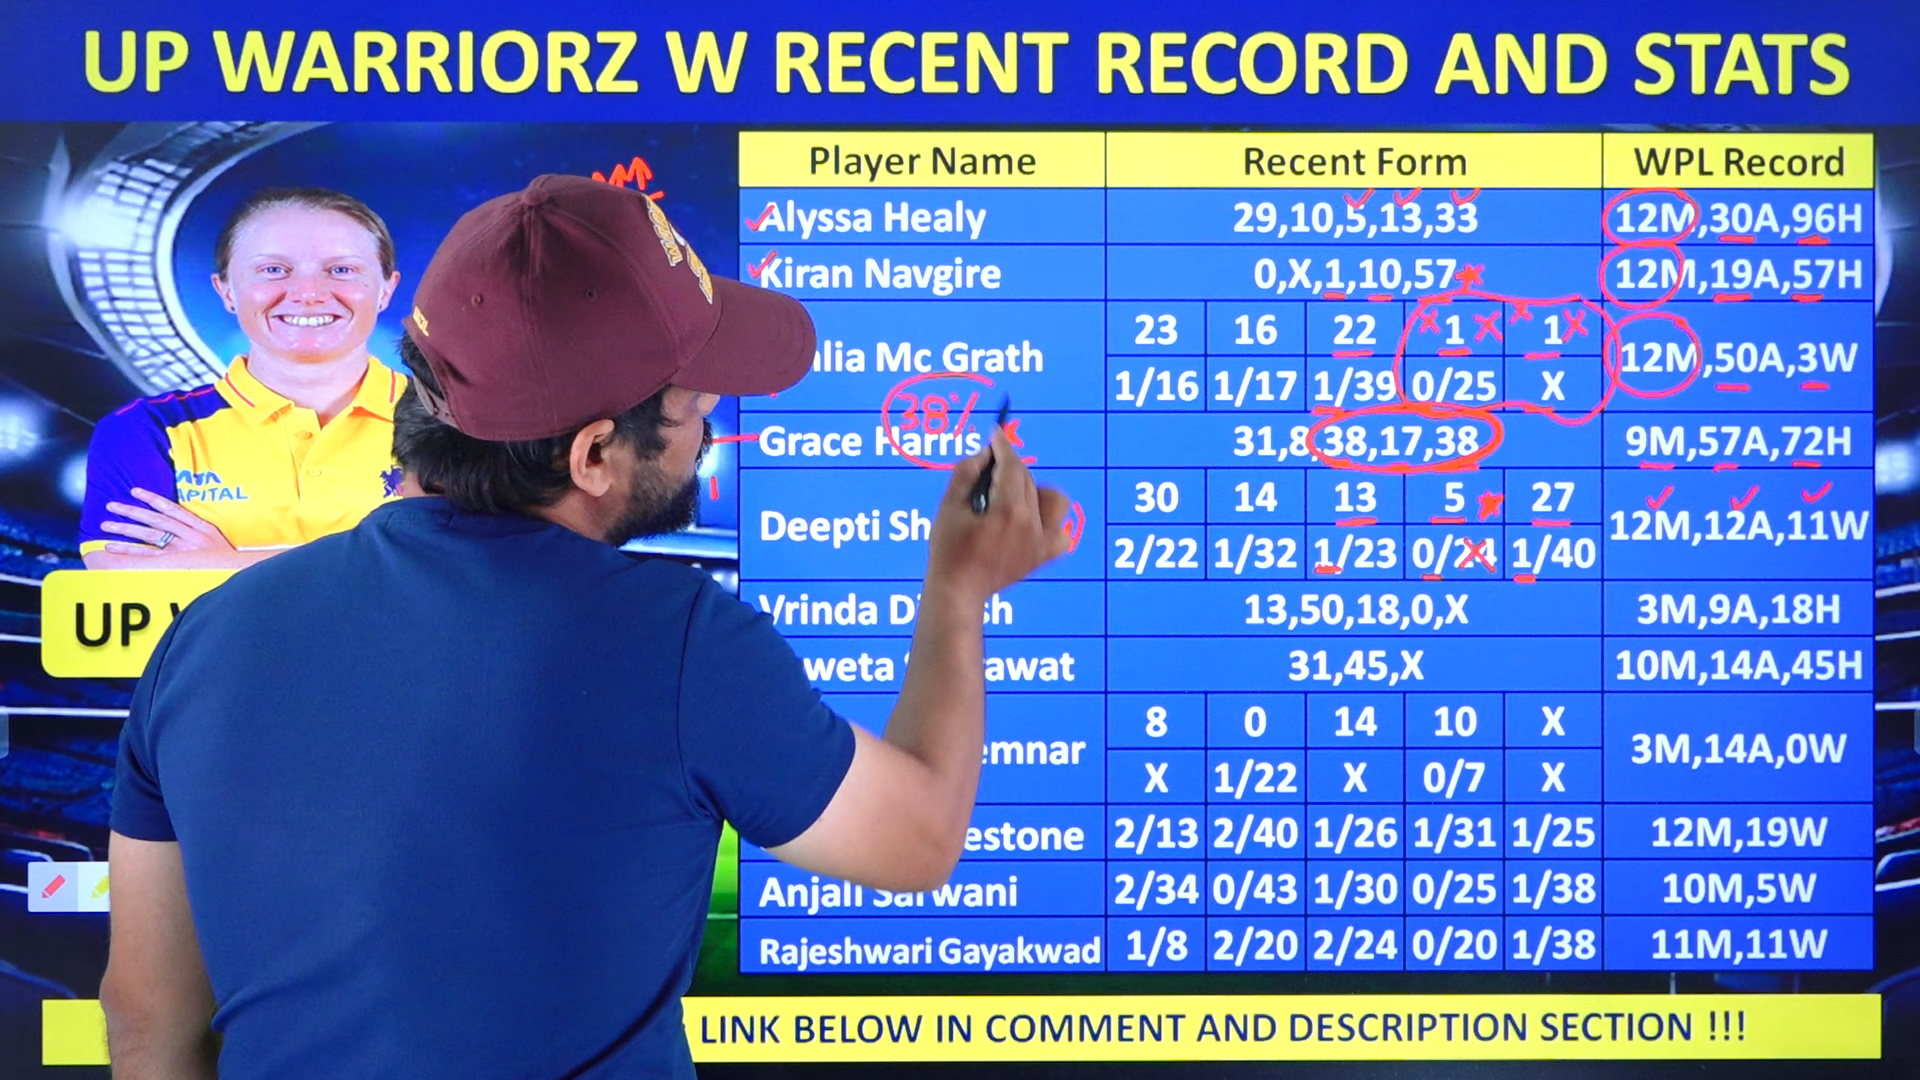 UP WARRIORZ W RECENT RECORD AND STATS
Player Name Recent Form WPL Record
Alyssa Healy 29,10,5,13,33 12M,30A,96H
Kiran Navgire 0,X,1,10,57 12M,19A,57H
23 16 22 1 1
lia Mc Grath 12M,50A,3W
1/16 1/17 1/39 0/25 X
38%
Grace Harris 31,8,38,17,38 9M,57A,72H
30 14 13 5 27
Deepti Sh 12M,12A,11W
2/22 1/32 1/23 0/24 1/40
Vrinda Di sh 13,50,18,0,X 3M,9A,18H
weta rawat 31,45,X 10M,14A,45H
8 0 14 10 X
emnar 3M,14A,0W
X 1/22 X 0/7 X
estone 2/13 2/40 1/26 1/31 1/25 12M,19W
Anjali Sarwani 2/34 0/43 1/30 0/25 1/38 10M,5W
Rajeshwari Gayakwad 1/8 2/20 2/24 0/20 1/38 11M,11W
APITAL
UP
LINK BELOW IN COMMENT AND DESCRIPTION SECTION !!!